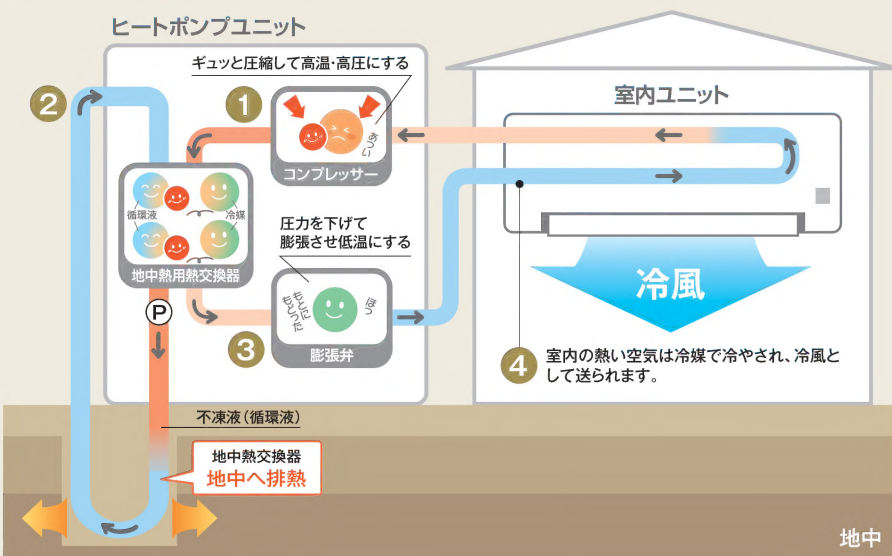 ヒートポンプユニット
ギュッと圧縮して高温・高圧にする
1
あつい
コンプレッサー
2
循環液
冷媒
地中熱用熱交換器
P
圧力を下げて
膨張させ低温にする
もとに
もどった
ほっ
膨張弁
3
室内ユニット
冷風
4
室内の熱い空気は冷媒で冷やされ、冷風と
して送られます。
不凍液（循環液）
地中熱交換器
地中へ排熱
地中